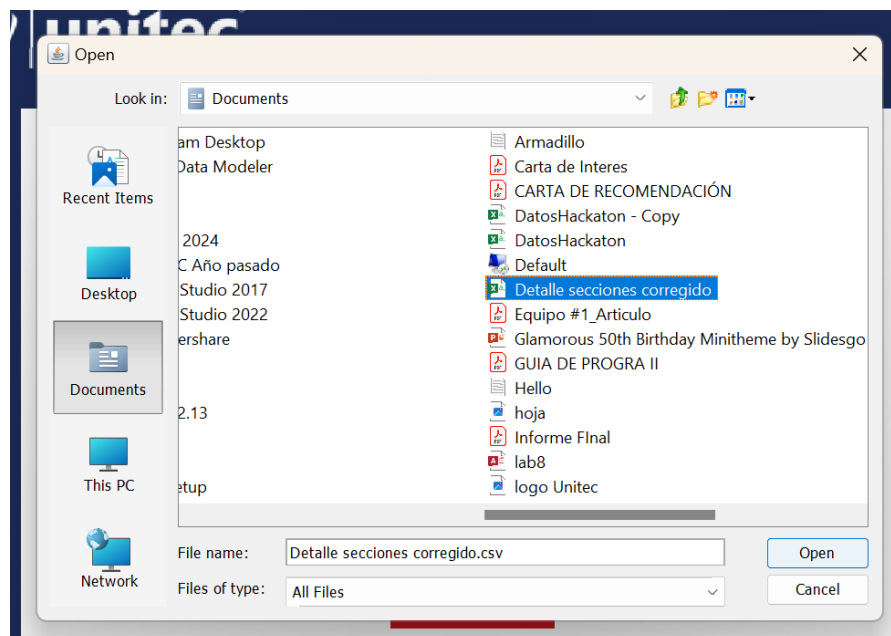 unitec
Open
Look in:
Documents
Recent Items
Desktop
Documents
This PC
Network
am Desktop
Data Modeler
2024
C Año pasado
Studio 2017
Studio 2022
ershare
2.13
etup
Armadillo
Carta de Interes
CARTA DE RECOMENDACIÓN
DatosHackaton - Copy
DatosHackaton
Default
Detalle secciones corregido
Equipo #1_Articulo
Glamorous 50th Birthday Minitheme by Slidesgo
GUIA DE PROGRA II
Hello
hoja
Informe FInal
lab8
logo Unitec
File name:
Detalle secciones corregido.csv
Open
Files of type:
All Files
Cancel